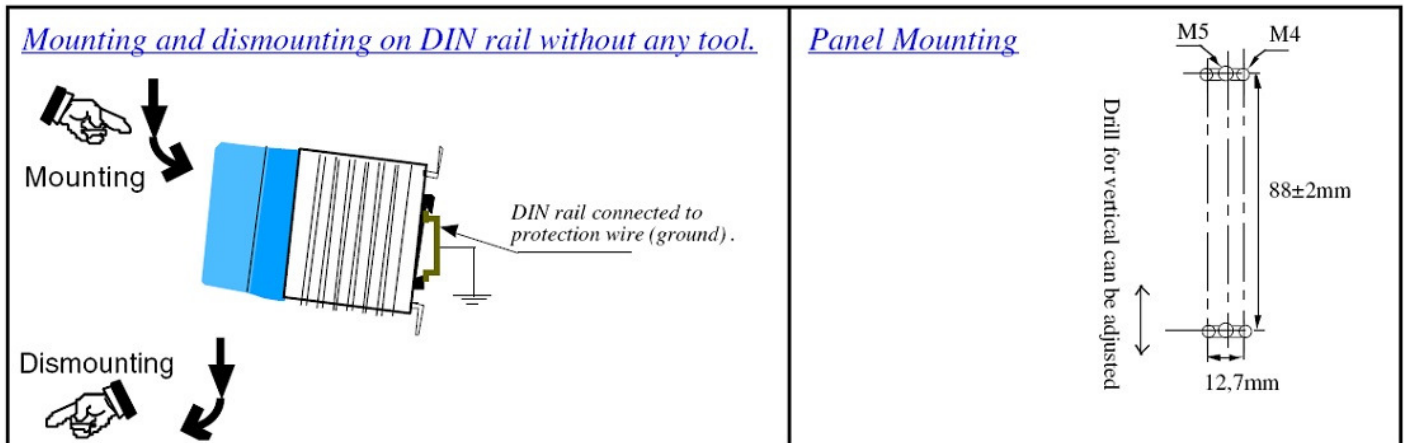 Mounting and dismounting on DIN rail without any tool.
Mounting
DIN rail connected to
protection wire (ground) .
Dismounting
Panel Mounting
M5
M4
Drill for vertical can be adjusted
88±2mm
12,7mm